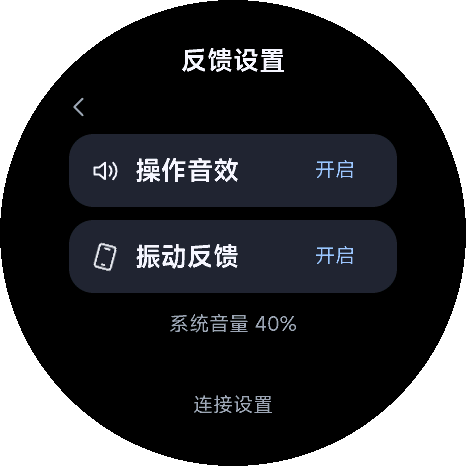 反馈设置
操作音效 开启
振动反馈 开启
系统音量 40%
连接设置